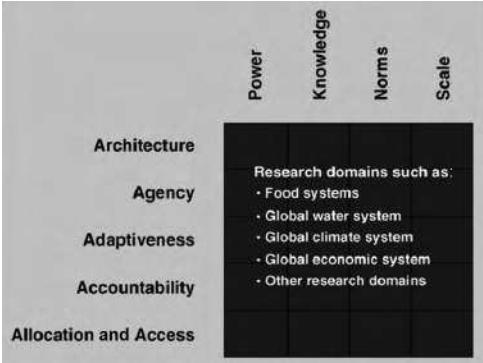 Power
Knowledge
Norms
Scale
Architecture
Agency
Adaptiveness
Accountability
Allocation and Access
Research domains such as:
· Food systems
· Global water system
· Global climate system
· Global economic system
· Other research domains